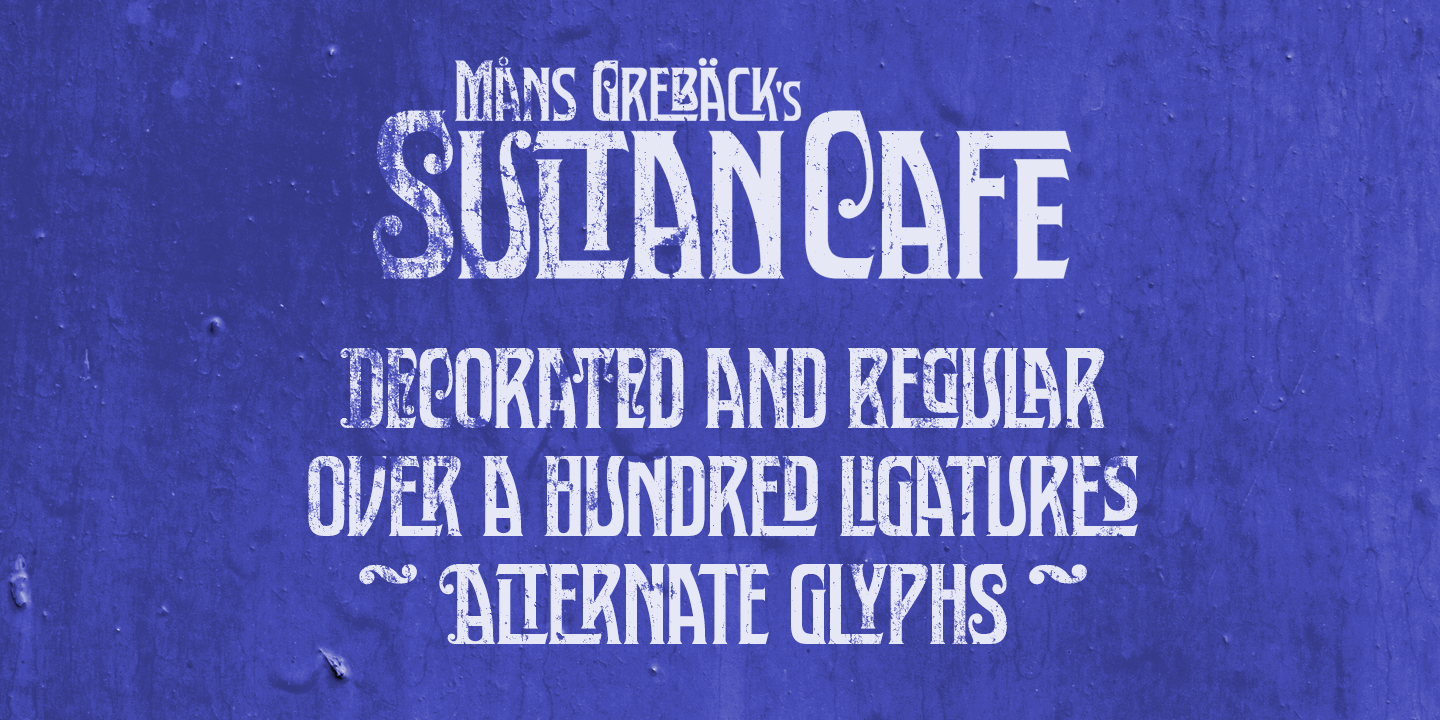 Måns Grebäck's
Sultan Cafe
Decorated and Regular
over a hundred ligatures
~ Alternate glyphs ~